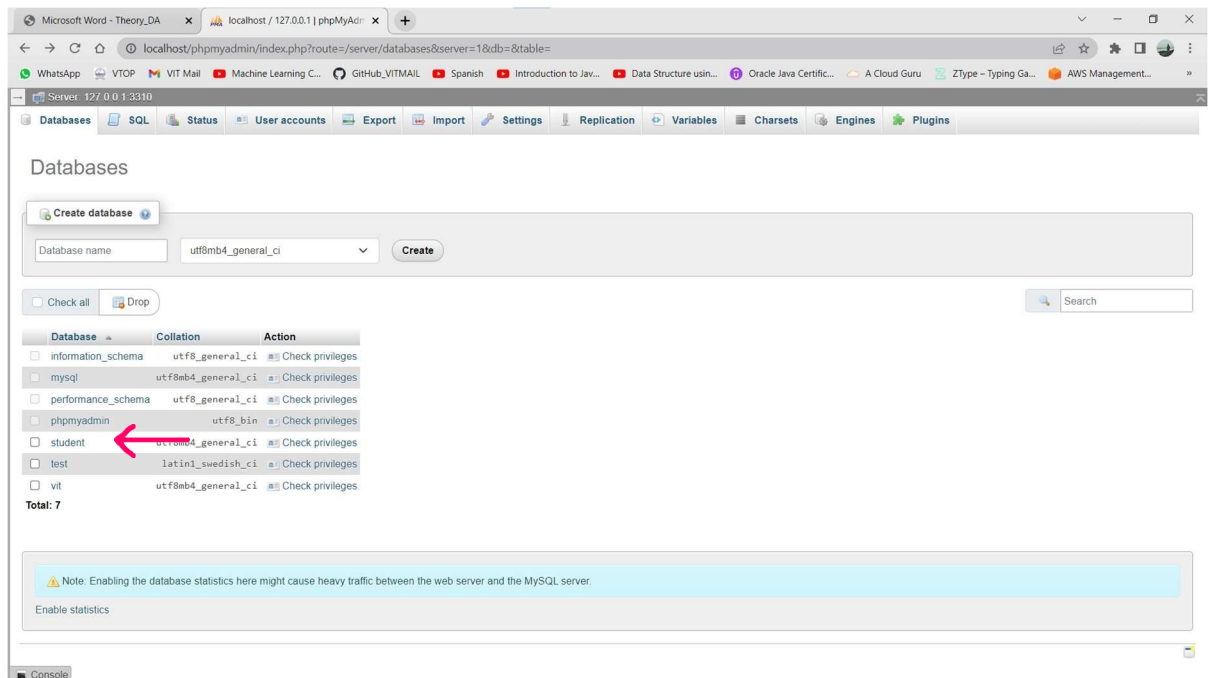 Microsoft Word - Theory_DA
localhost / 127.0.0.1 | phpMyAdm
localhost/phpmyadmin/index.php?route=/server/databases&server=1&db=&table=
WhatsApp VTOP VIT Mail Machine Learning C... GitHub_VITMAIL Spanish Introduction to Jav... Data Structure usin... Oracle Java Certific... A Cloud Guru ZType – Typing Ga... AWS Management... »
Server: 127.0.0.1:3310
Databases SQL Status User accounts Export Import Settings Replication Variables Charsets Engines Plugins
Databases
Create database
Database name utf8mb4_general_ci Create
Check all Drop Search
Database Collation Action
information_schema utf8_general_ci Check privileges
mysql utf8mb4_general_ci Check privileges
performance_schema utf8_general_ci Check privileges
phpmyadmin utf8_bin Check privileges
student utf8mb4_general_ci Check privileges
test latin1_swedish_ci Check privileges
vit utf8mb4_general_ci Check privileges
Total: 7
Note: Enabling the database statistics here might cause heavy traffic between the web server and the MySQL server.
Enable statistics
Console